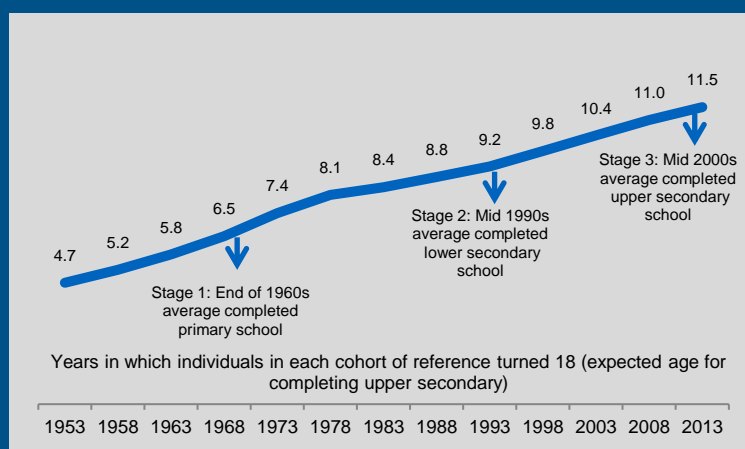 4.7
5.2
5.8
6.5
7.4
8.1
8.4
8.8
9.2
9.8
10.4
11.0
11.5
Stage 1: End of 1960s
average completed
primary school
Stage 2: Mid 1990s
average completed
lower secondary
school
Stage 3: Mid 2000s
average completed
upper secondary
school
Years in which individuals in each cohort of reference turned 18 (expected age for
completing upper secondary)
1953 1958 1963 1968 1973 1978 1983 1988 1993 1998 2003 2008 2013